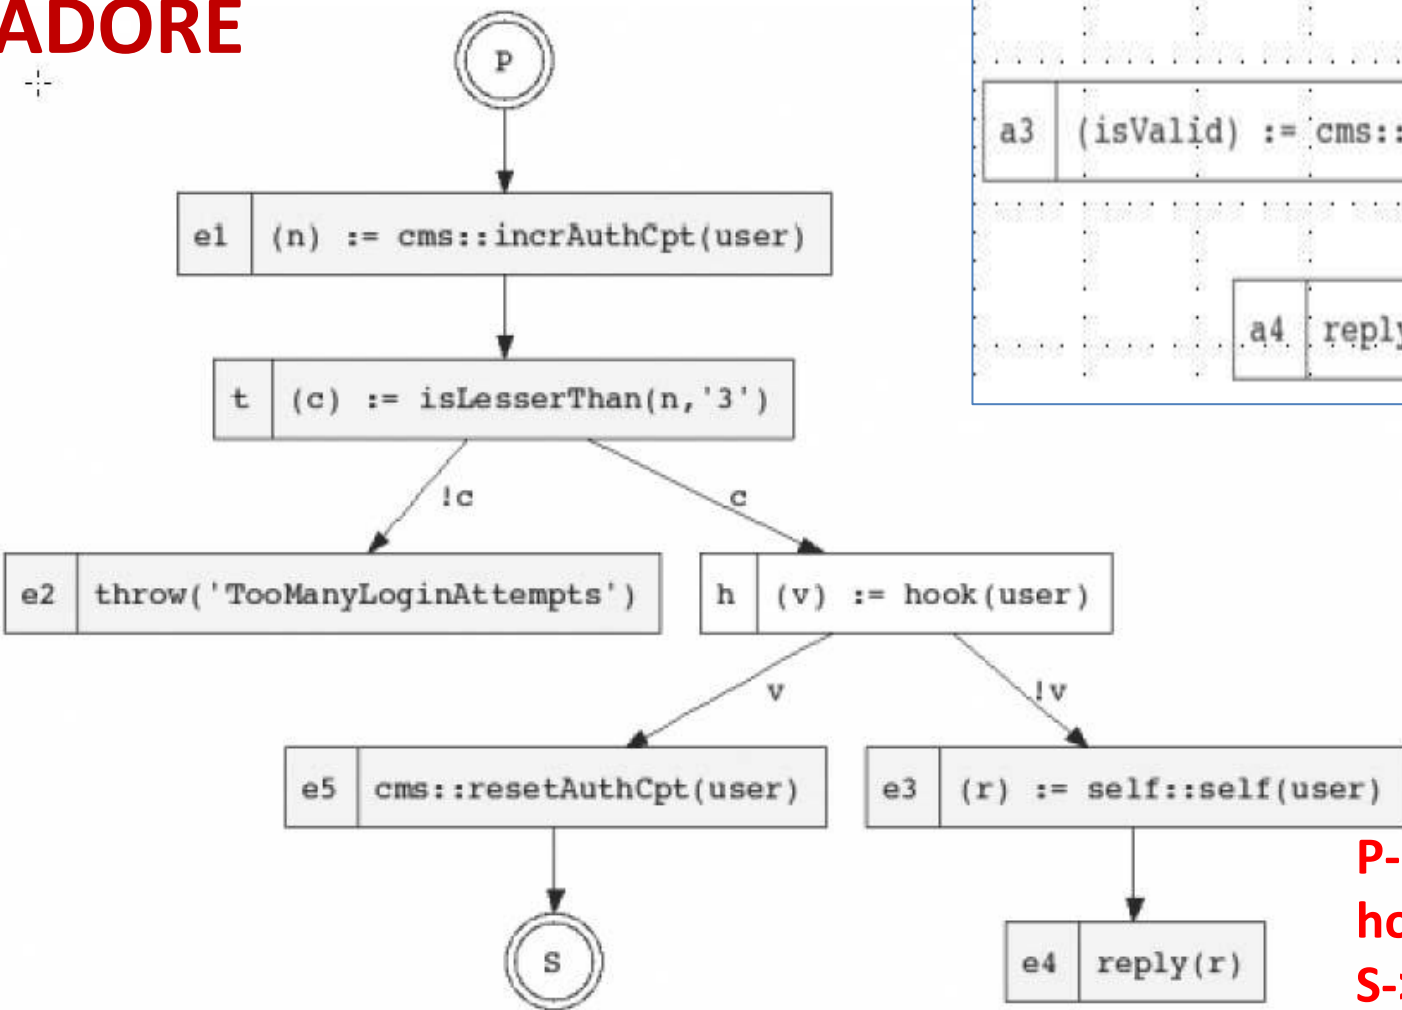 ADORE
P
e1 (n) := cms::incrAuthCpt(user)
t (c) := isLesserThan(n,'3')
!c
c
e2 throw('TooManyLoginAttempts')
h (v) := hook(user)
v
!v
e5 cms::resetAuthCpt(user)
e3 (r) := self::self(user)
S
e4 reply(r)
a3 (isValid) := cms::
a4 reply
P-
S-